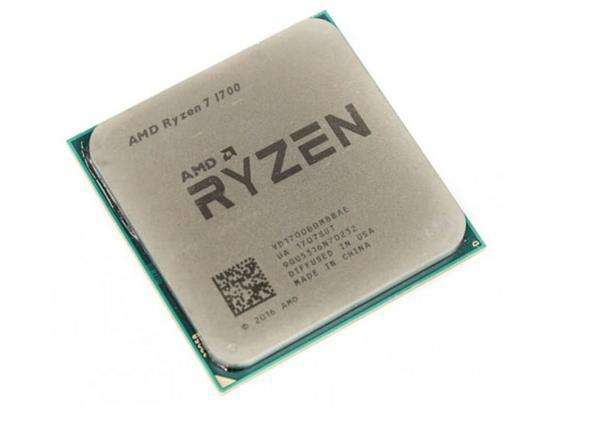 AMD Ryzen 7 1700
AMD
RYZEN
YD1700BBM88AE
UA 1707SUT
DIFFUSED IN USA
MADE IN CHINA
© 2016 AMD